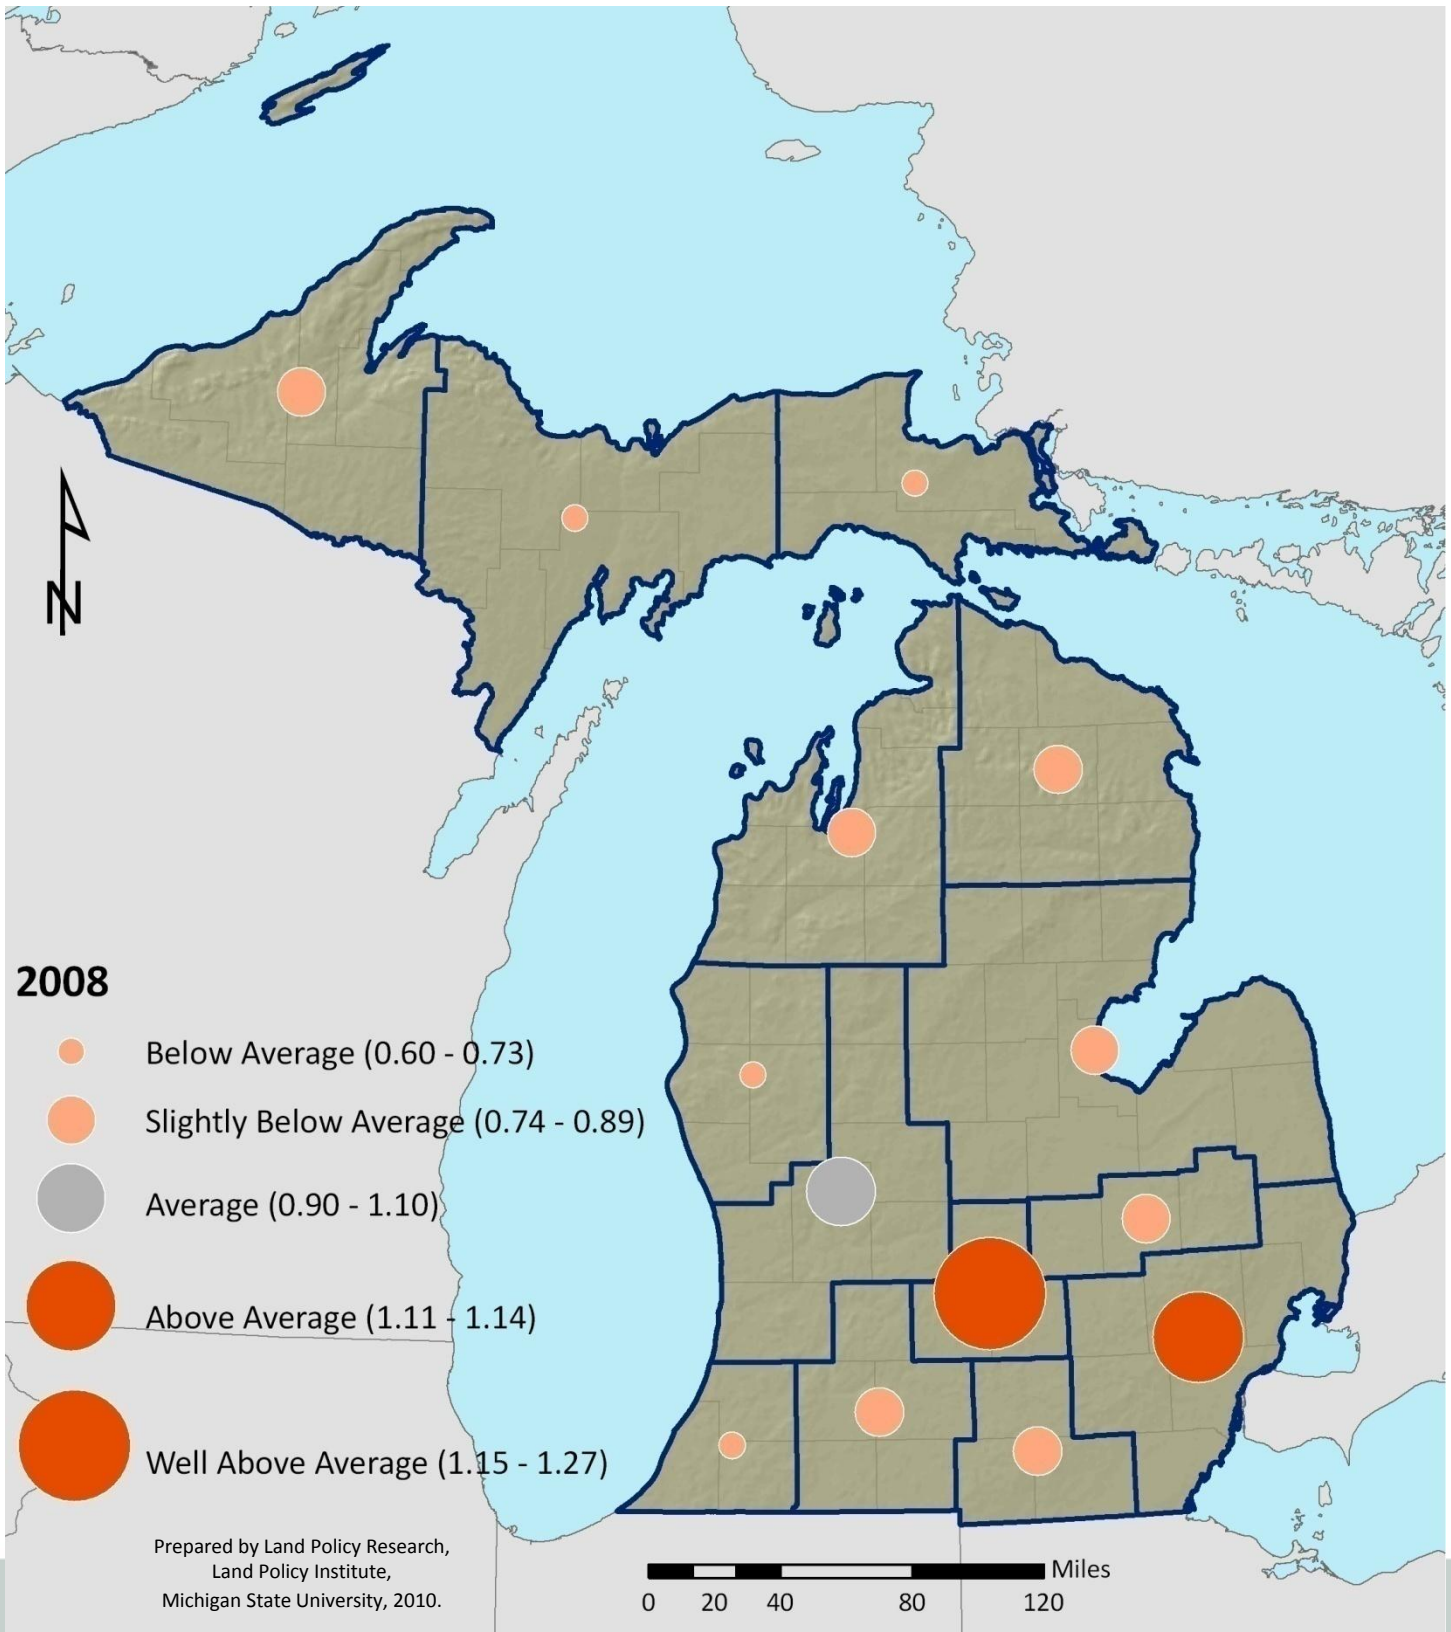 N
2008
Below Average (0.60 - 0.73)
Slightly Below Average (0.74 - 0.89)
Average (0.90 - 1.10)
Above Average (1.11 - 1.14)
Well Above Average (1.15 - 1.27)
Prepared by Land Policy Research,
Land Policy Institute,
Michigan State University, 2010.
Miles
0 20 40 80 120